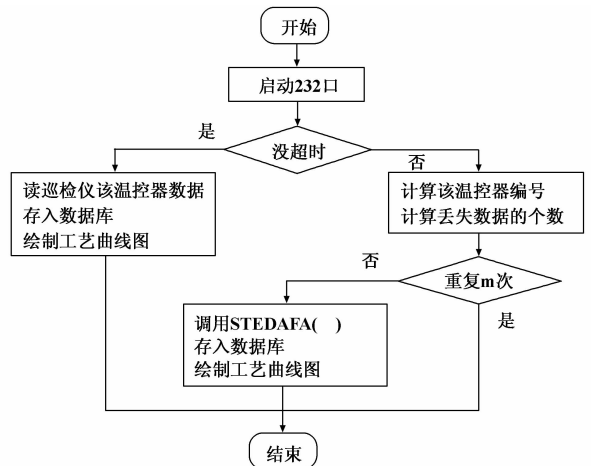 开始
启动232口
是
没超时
否
读巡检仪该温控器数据
存入数据库
绘制工艺曲线图
计算该温控器编号
计算丢失数据的个数
否
重复m次
是
调用STEDAFA( )
存入数据库
绘制工艺曲线图
结束